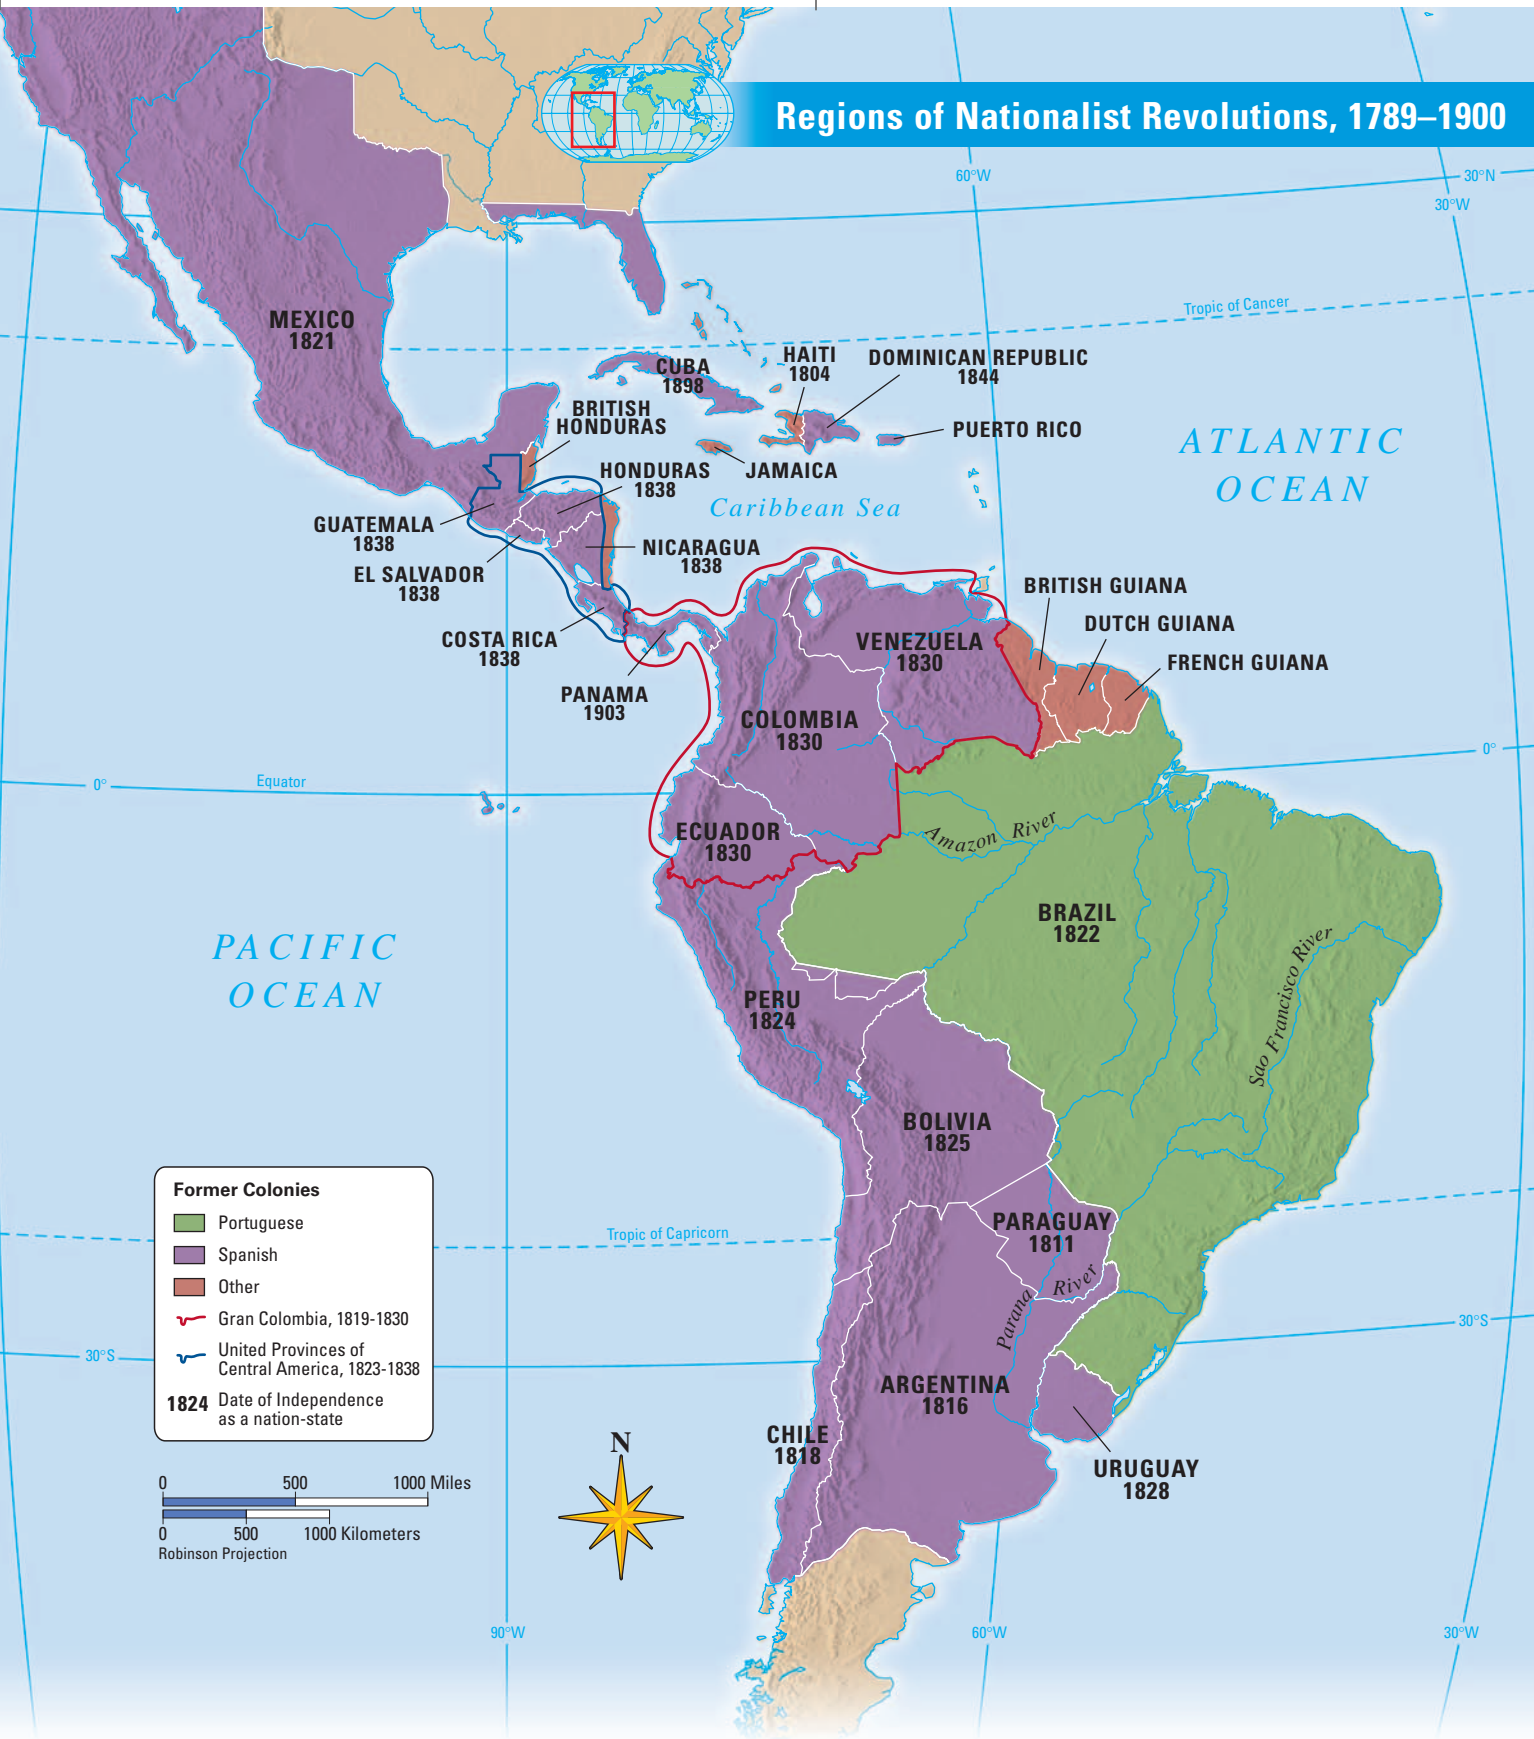 Regions of Nationalist Revolutions, 1789–1900
60°W
30°N
30°W
Tropic of Cancer
MEXICO
1821
CUBA
1898
HAITI
1804
DOMINICAN REPUBLIC
1844
PUERTO RICO
JAMAICA
BRITISH
HONDURAS
HONDURAS
1838
GUATEMALA
1838
EL SALVADOR
1838
NICARAGUA
1838
COSTA RICA
1838
PANAMA
1903
Caribbean Sea
ATLANTIC
OCEAN
BRITISH GUIANA
DUTCH GUIANA
FRENCH GUIANA
VENEZUELA
1830
COLOMBIA
1830
0°
Equator
0°
ECUADOR
1830
Amazon River
BRAZIL
1822
Sao Francisco River
PACIFIC
OCEAN
PERU
1824
BOLIVIA
1825
PARAGUAY
1811
Tropic of Capricorn
Parana River
30°S
30°S
ARGENTINA
1816
CHILE
1818
URUGUAY
1828
Former Colonies
Portuguese
Spanish
Other
Gran Colombia, 1819-1830
United Provinces of
Central America, 1823-1838
1824 Date of Independence
as a nation-state
0 500 1000 Miles
0 500 1000 Kilometers
Robinson Projection
N
90°W
60°W
30°W